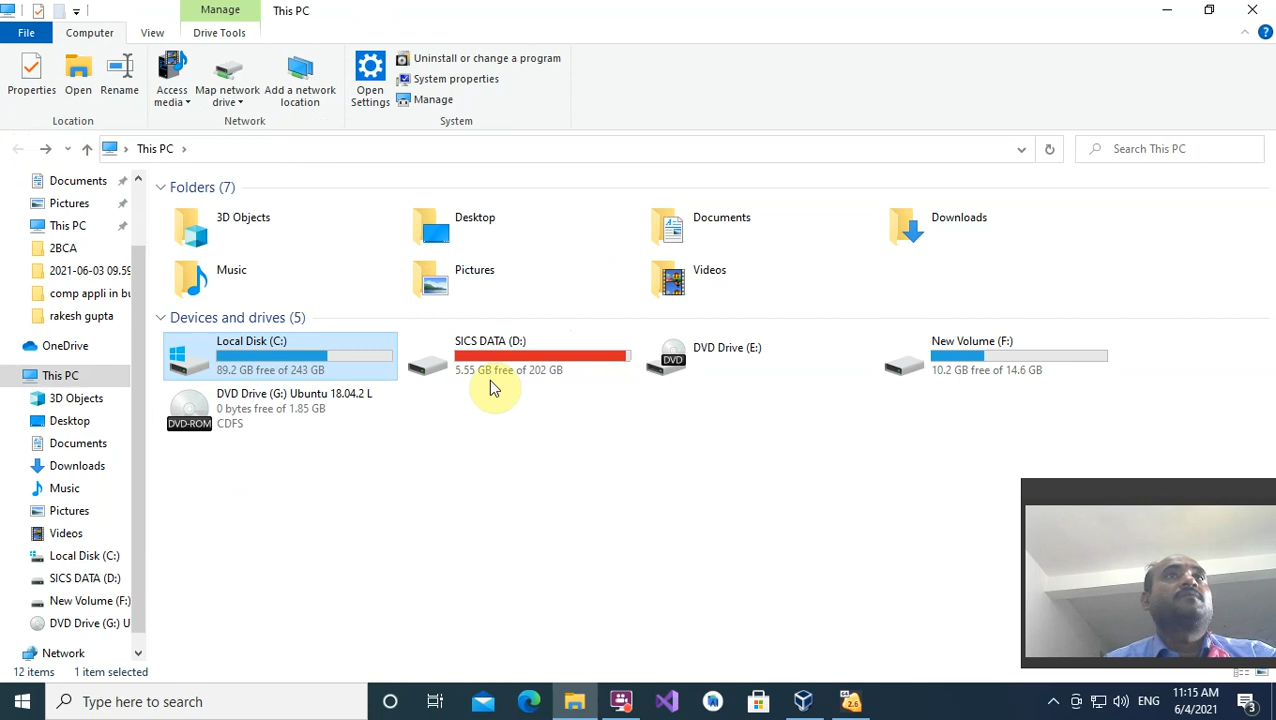 Manage
This PC
File
Computer
View
Drive Tools
Properties
Open
Rename
Access media
Map network drive
Add a network location
Open Settings
Uninstall or change a program
System properties
Manage
Location
Network
System
This PC
Search This PC
Documents
Pictures
This PC
2BCA
2021-06-03 09.59
comp appli in bu
rakesh gupta
OneDrive
This PC
3D Objects
Desktop
Documents
Downloads
Music
Pictures
Videos
Local Disk (C:)
SICS DATA (D:)
New Volume (F:)
DVD Drive (G:) U
Network
Folders (7)
3D Objects
Desktop
Documents
Downloads
Music
Pictures
Videos
Devices and drives (5)
Local Disk (C:)
89.2 GB free of 243 GB
SICS DATA (D:)
5.55 GB free of 202 GB
DVD
DVD Drive (E:)
New Volume (F:)
10.2 GB free of 14.6 GB
DVD-ROM
DVD Drive (G:) Ubuntu 18.04.2 L
0 bytes free of 1.85 GB
CDFS
12 items
1 item selected
Type here to search
2.6
ENG
11:15 AM
6/4/2021
3